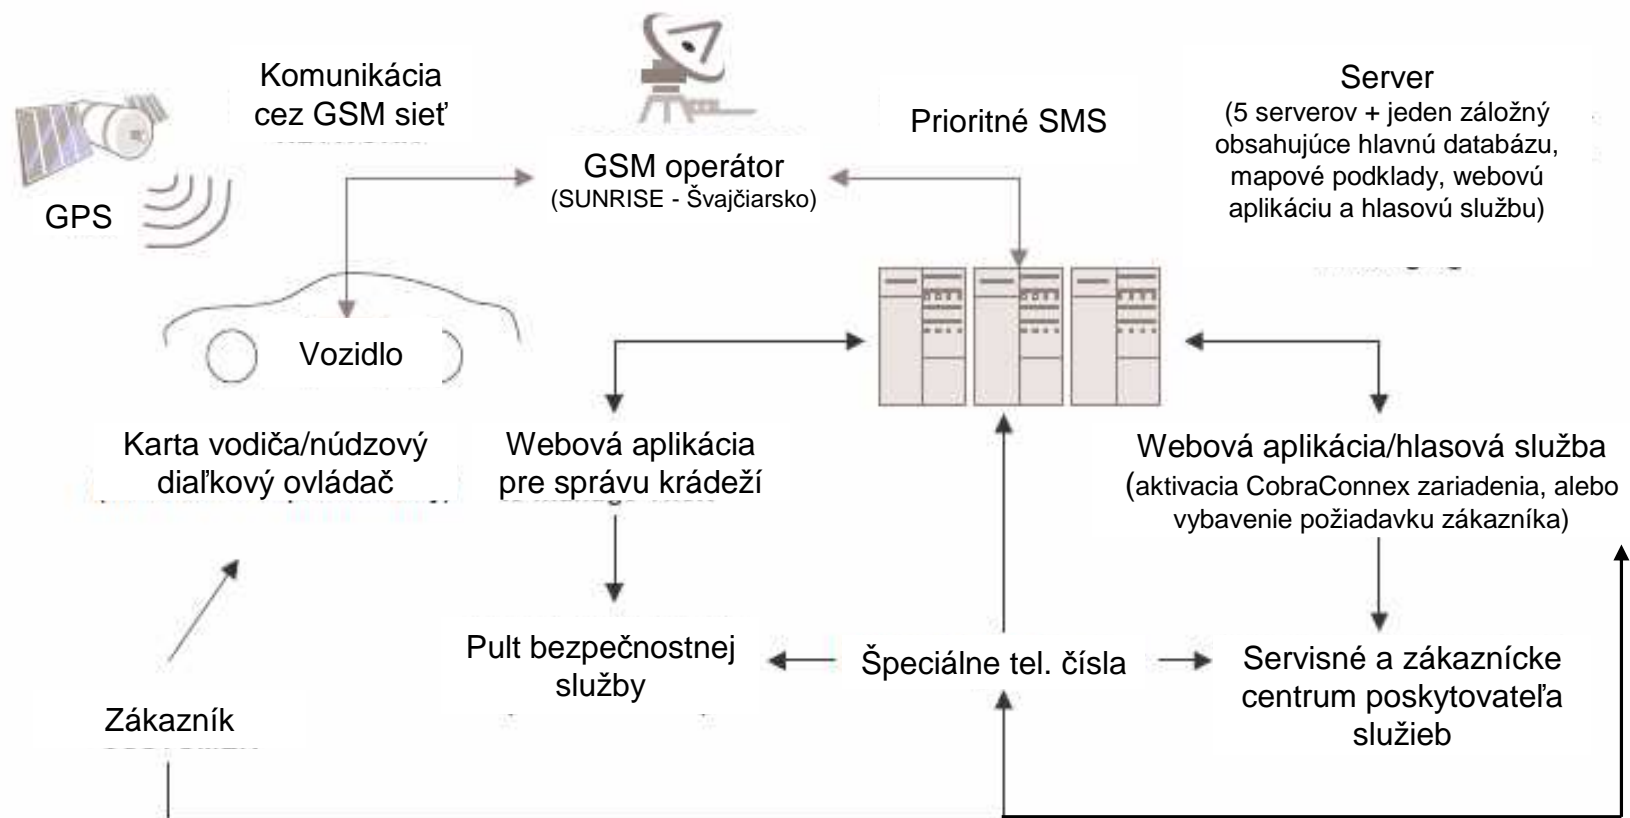 Komunikácia
cez GSM sieť
GPS
GSM operátor
(SUNRISE - Švajčiarsko)
Prioritné SMS
Server
(5 serverov + jeden záložný
obsahujúce hlavnú databázu,
mapové podklady, webovú
aplikáciu a hlasovú službu)
Vozidlo
Karta vodiča/núdzový
diaľkový ovládač
Webová aplikácia
pre správu krádeží
Webová aplikácia/hlasová služba
(aktivacia CobraConnex zariadenia, alebo
vybavenie požiadavku zákazníka)
Zákazník
Pult bezpečnostnej
služby
Špeciálne tel. čísla
Servisné a zákaznícke
centrum poskytovateľa
služieb